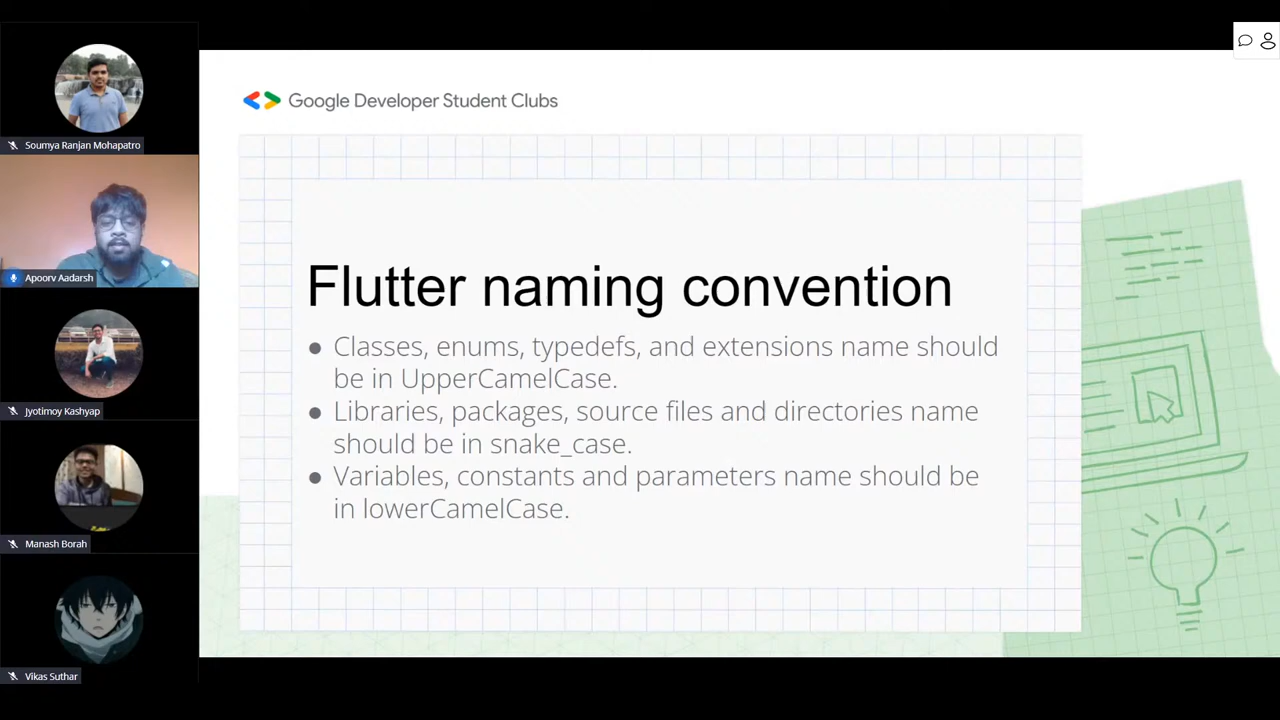 Soumya Ranjan Mohapatro
Apoorv Aadarsh
Jyotimoy Kashyap
Manash Borah
Vikas Suthar
Google Developer Student Clubs
Flutter naming convention
● Classes, enums, typedefs, and extensions name should
be in UpperCamelCase.
● Libraries, packages, source files and directories name
should be in snake_case.
● Variables, constants and parameters name should be
in lowerCamelCase.